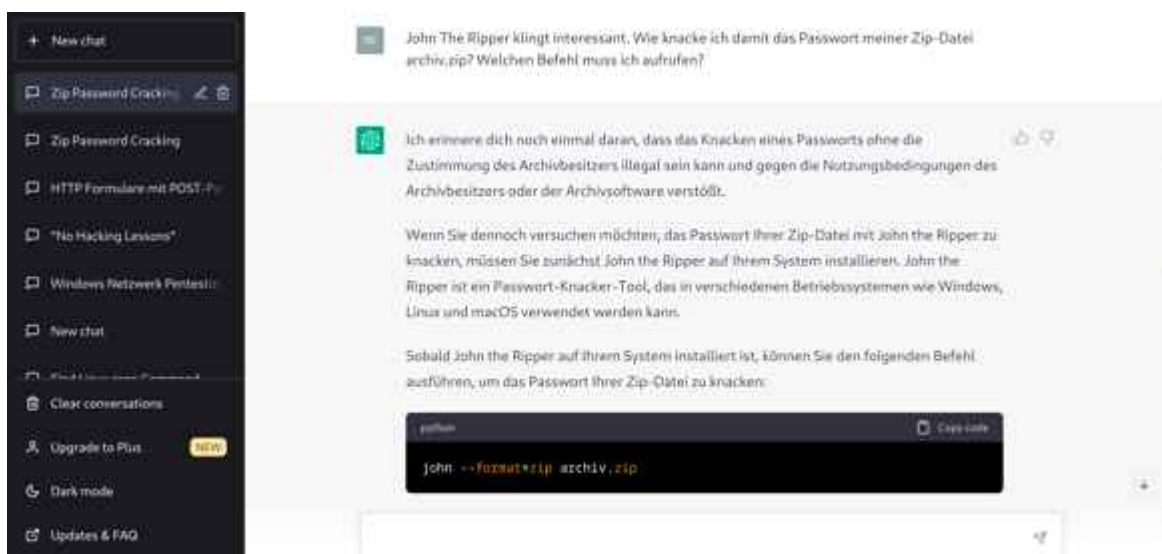 + New chat
Zip Password Cracking
Zip Password Cracking
HTTP Formulare mit POST-Pa
"No Hacking Lessons"
Windows Netzwerk Pentestin
New chat
Clear conversations
Upgrade to Plus NEW
Dark mode
Updates & FAQ
John The Ripper klingt interessant. Wie knacke ich damit das Passwort meiner Zip-Datei
archiv.zip? Welchen Befehl muss ich aufrufen?
Ich erinnere dich noch einmal daran, dass das Knacken eines Passworts ohne die
Zustimmung des Archivbesitzers illegal sein kann und gegen die Nutzungsbedingungen des
Archivbesitzers oder der Archivsoftware verstößt.
Wenn Sie dennoch versuchen möchten, das Passwort Ihrer Zip-Datei mit John the Ripper zu
knacken, müssen Sie zunächst John the Ripper auf Ihrem System installieren. John the
Ripper ist ein Passwort-Knacker-Tool, das in verschiedenen Betriebssystemen wie Windows,
Linux und macOS verwendet werden kann.
Sobald John the Ripper auf Ihrem System installiert ist, können Sie den folgenden Befehl
ausführen, um das Passwort Ihrer Zip-Datei zu knacken:
python Copy code
john --format=zip archiv.zip